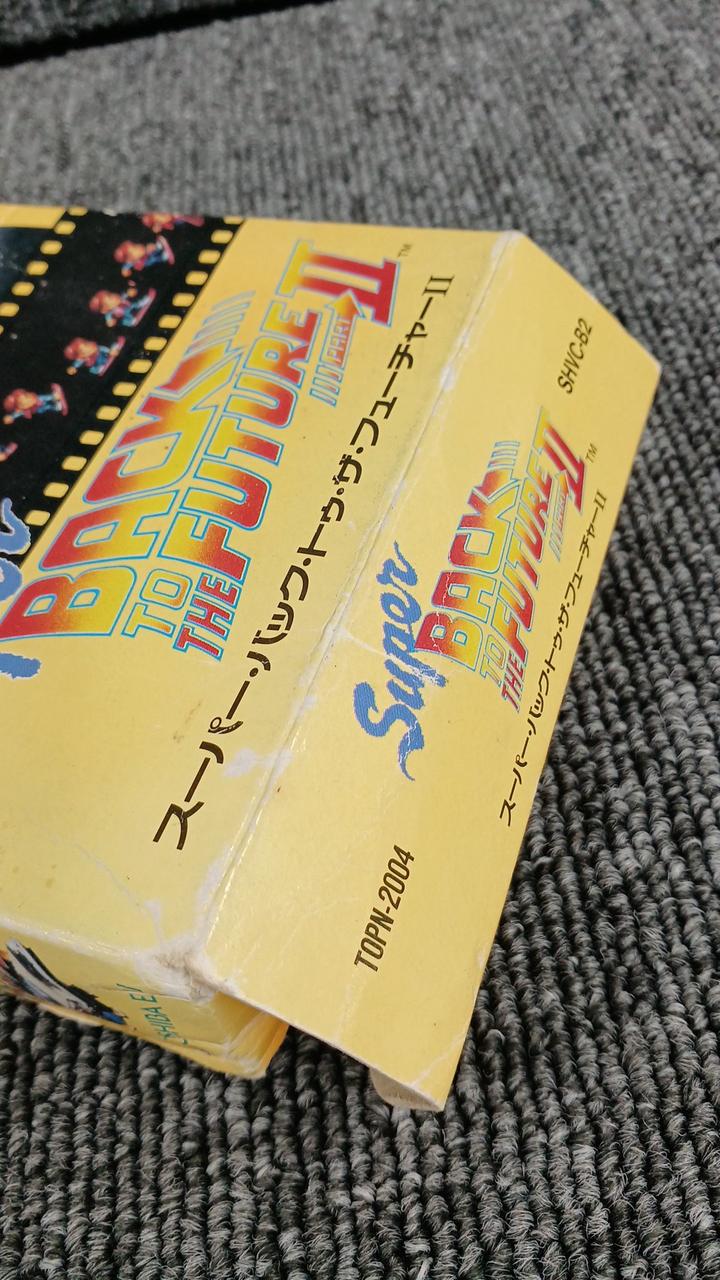 BACK
TO
THE FUTURE
PART II
TM
スーパー・バック・トゥ・ザ・フューチャーII
SHVC-B2
Super
BACK
TO
THE FUTURE
PART II
TM
スーパー・バック・トゥ・ザ・フューチャーII
TOPN-2004